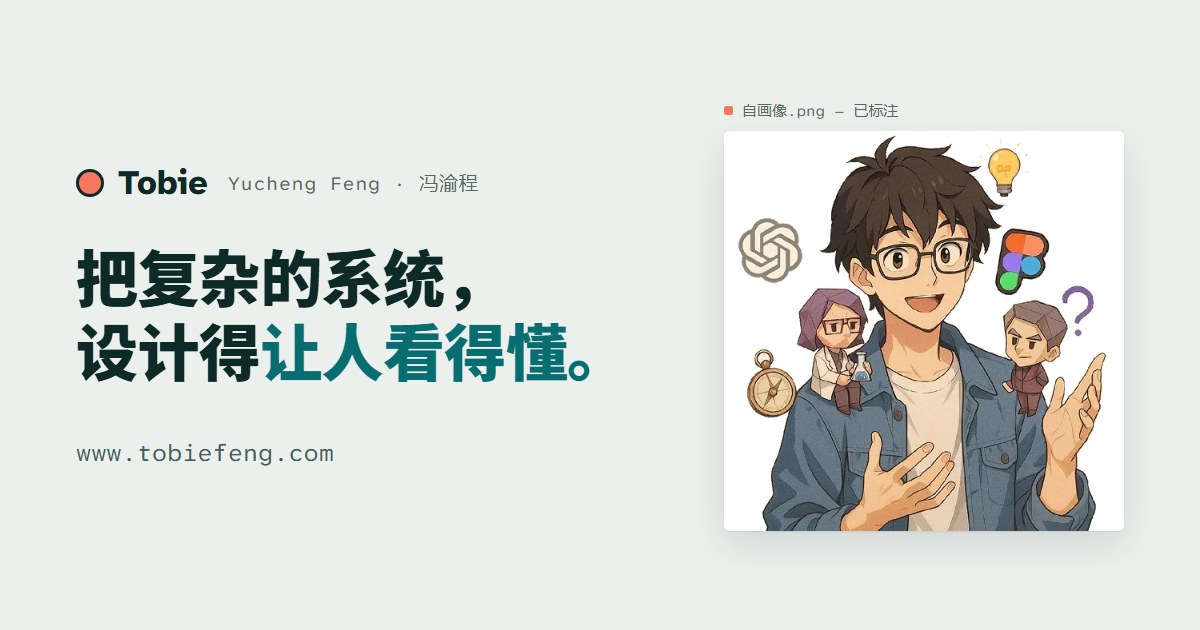 Tobie Yucheng Feng · 冯渝程
把复杂的系统，
设计得让人看得懂。
www.tobiefeng.com
自画像.png — 已标注
?